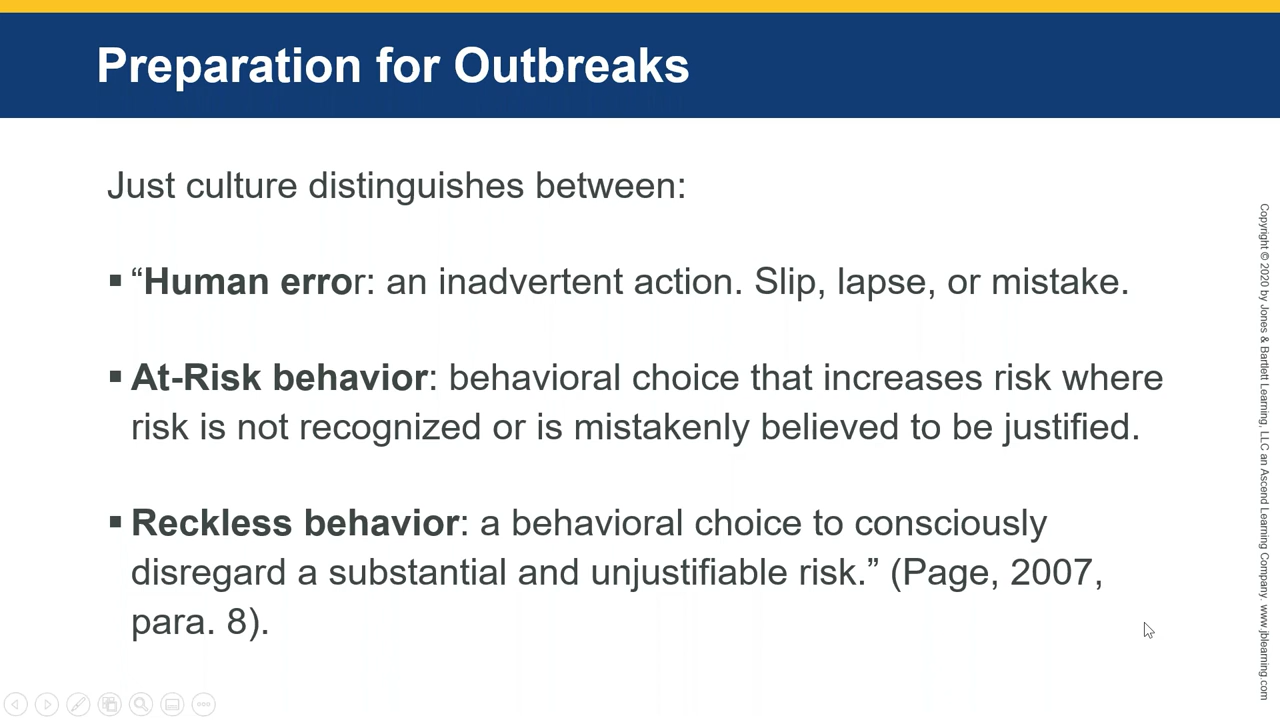 Preparation for Outbreaks
Just culture distinguishes between:
▪ “Human error: an inadvertent action. Slip, lapse, or mistake.
▪ At-Risk behavior: behavioral choice that increases risk where
risk is not recognized or is mistakenly believed to be justified.
▪ Reckless behavior: a behavioral choice to consciously
disregard a substantial and unjustifiable risk.” (Page, 2007,
para. 8).
Copyright © 2020 by Jones & Bartlett Learning, LLC an Ascend Learning Company. www.jblearning.com